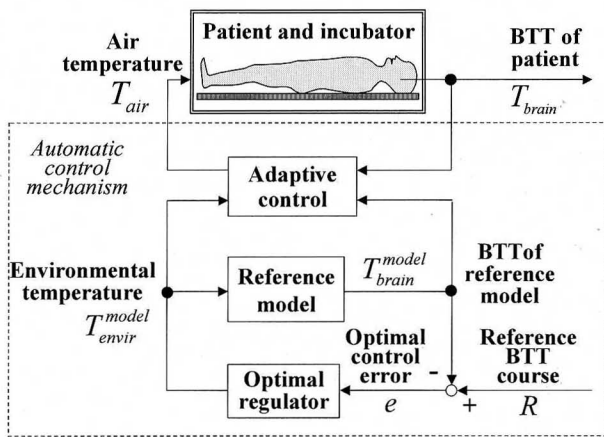 Patient and incubator
Air
temperature
T_air
BTT of
patient
T_brain
Automatic
control
mechanism
Adaptive
control
Environmental
temperature
T_envir^model
Reference
model
T_brain^model
BTTof
reference
model
Optimal
control
error
-
Reference
BTT
course
Optimal
regulator
e
+
R